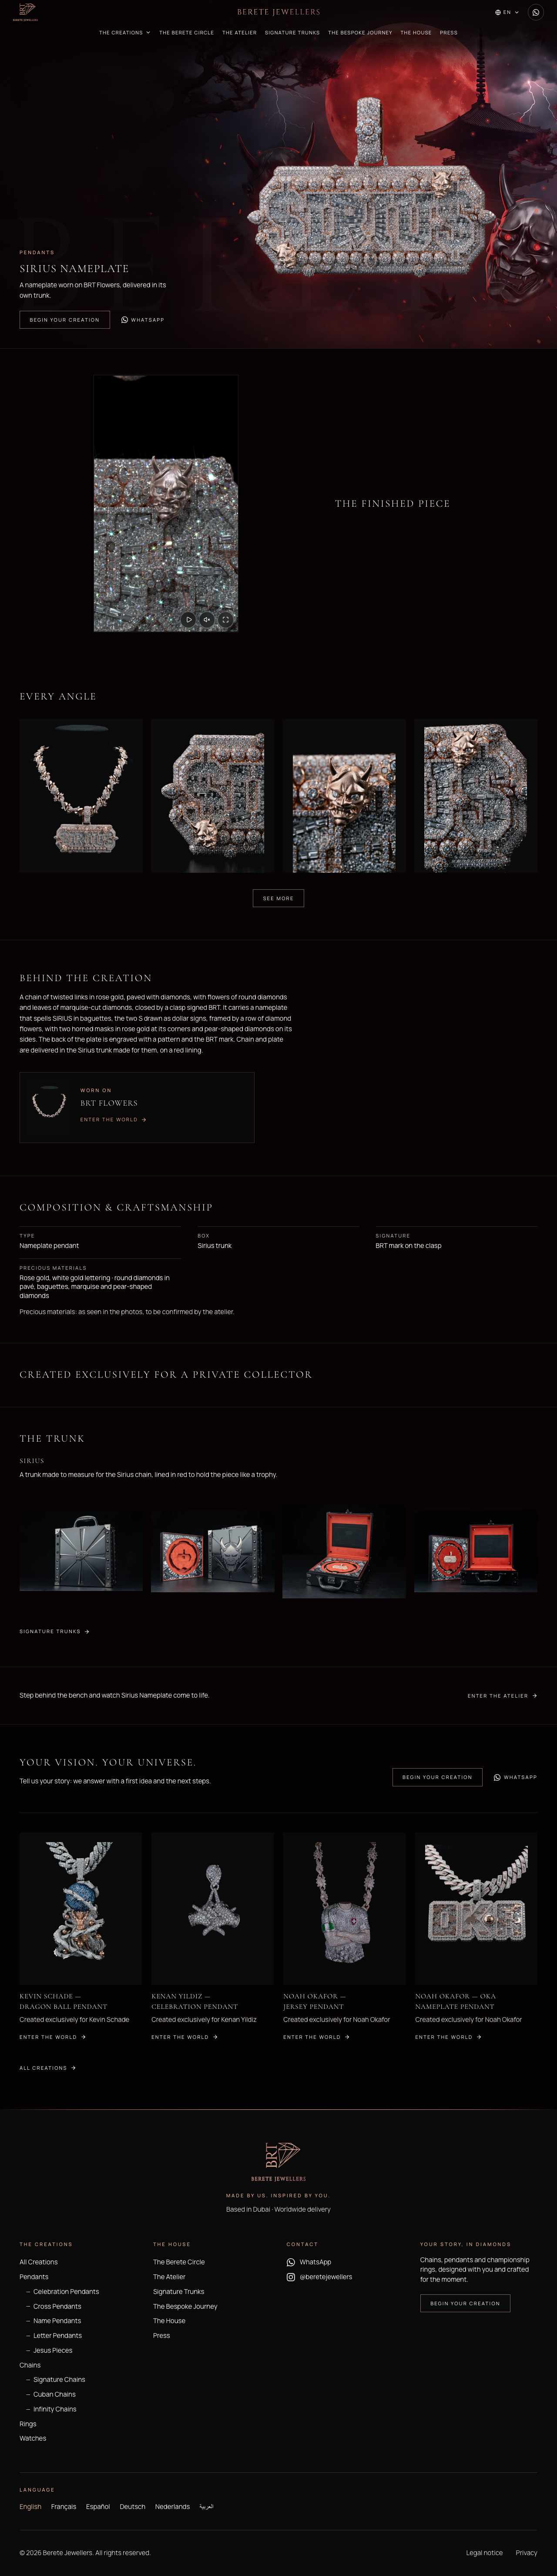 BERETE JEWELLERS
BERETE JEWELLERS
EN
THE CREATIONS
THE BERETE CIRCLE
THE ATELIER
SIGNATURE TRUNKS
THE BESPOKE JOURNEY
THE HOUSE
PRESS
PENDANTS
SIRIUS NAMEPLATE
A nameplate worn on BRT Flowers, delivered in its
own trunk.
BEGIN YOUR CREATION
WHATSAPP
THE FINISHED PIECE
EVERY ANGLE
SEE MORE
BEHIND THE CREATION
A chain of twisted links in rose gold, paved with diamonds, with flowers of round diamonds
and leaves of marquise-cut diamonds, closed by a clasp signed BRT. It carries a nameplate
that spells SIRIUS in baguettes, the two S drawn as dollar signs, framed by a row of diamond
flowers, with two horned masks in rose gold at its corners and pear-shaped diamonds on its
sides. The back of the plate is engraved with a pattern and the BRT mark. Chain and plate
are delivered in the Sirius trunk made for them, on a red lining.
WORN ON
BRT FLOWERS
ENTER THE WORLD
COMPOSITION & CRAFTSMANSHIP
TYPE
Nameplate pendant
BOX
Sirius trunk
SIGNATURE
BRT mark on the clasp
PRECIOUS MATERIALS
Rose gold, white gold lettering · round diamonds in
pavé, baguettes, marquise and pear-shaped
diamonds
Precious materials: as seen in the photos, to be confirmed by the atelier.
CREATED EXCLUSIVELY FOR A PRIVATE COLLECTOR
THE TRUNK
SIRIUS
A trunk made to measure for the Sirius chain, lined in red to hold the piece like a trophy.
SIGNATURE TRUNKS
Step behind the bench and watch Sirius Nameplate come to life.
ENTER THE ATELIER
YOUR VISION. YOUR UNIVERSE.
Tell us your story: we answer with a first idea and the next steps.
BEGIN YOUR CREATION
WHATSAPP
KEVIN SCHADE —
DRAGON BALL PENDANT
Created exclusively for Kevin Schade
ENTER THE WORLD
KENAN YILDIZ —
CELEBRATION PENDANT
Created exclusively for Kenan Yildiz
ENTER THE WORLD
NOAH OKAFOR —
JERSEY PENDANT
Created exclusively for Noah Okafor
ENTER THE WORLD
NOAH OKAFOR — OKA
NAMEPLATE PENDANT
Created exclusively for Noah Okafor
ENTER THE WORLD
ALL CREATIONS
BRT
BERETE JEWELLERS
MADE BY US. INSPIRED BY YOU.
Based in Dubai · Worldwide delivery
THE CREATIONS
All Creations
Pendants
— Celebration Pendants
— Cross Pendants
— Name Pendants
— Letter Pendants
— Jesus Pieces
Chains
— Signature Chains
— Cuban Chains
— Infinity Chains
Rings
Watches
THE HOUSE
The Berete Circle
The Atelier
Signature Trunks
The Bespoke Journey
The House
Press
CONTACT
WhatsApp
@beretejewellers
YOUR STORY, IN DIAMONDS
Chains, pendants and championship
rings, designed with you and crafted
for the moment.
BEGIN YOUR CREATION
LANGUAGE
English
Français
Español
Deutsch
Nederlands
العربية
© 2026 Berete Jewellers. All rights reserved.
Legal notice
Privacy